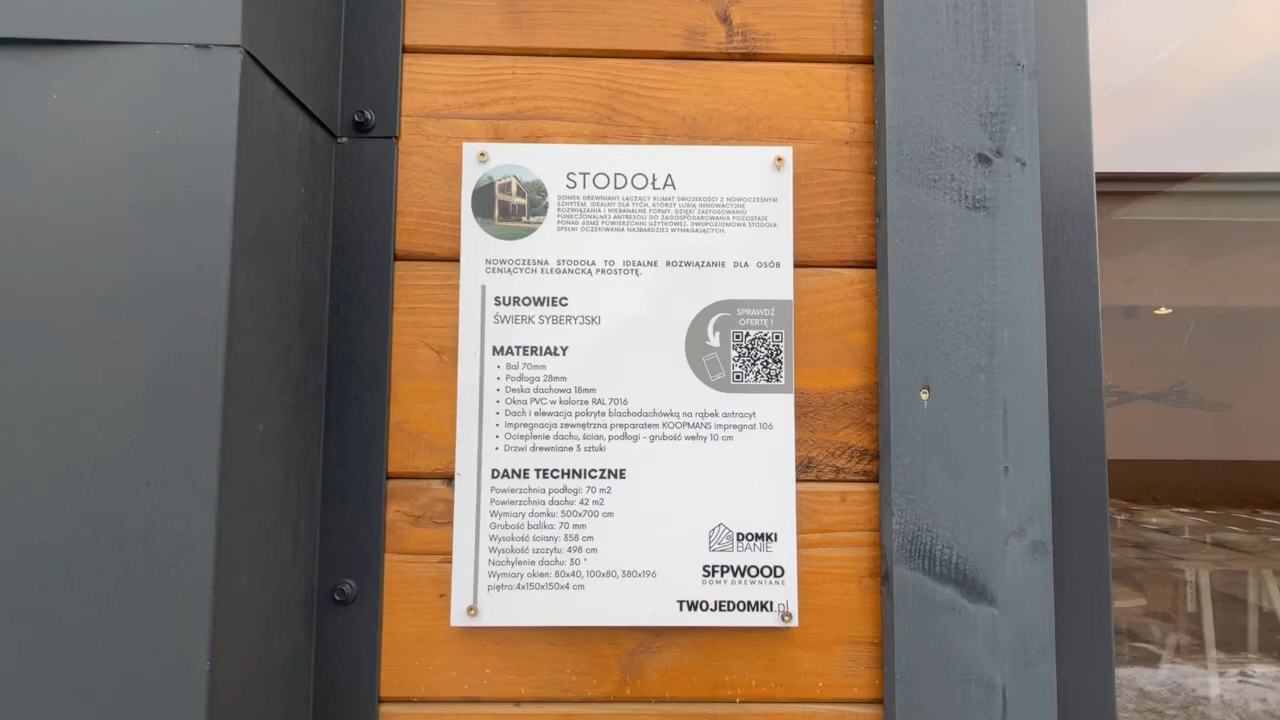 STODOŁA
DOMEK DREWNIANY ŁĄCZĄCY KLIMAT SWOJSKOŚCI Z NOWOCZESNYM
SZNYTEM. IDEALNY DLA TYCH, KTÓRZY LUBIĄ INNOWACYJNE
ROZWIĄZANIA I NIEBANALNE FORMY. DZIĘKI ZASTOSOWANIU
FUNKCJONALNEJ ANTRESOLI DO ZAGOSPODAROWANIA POZOSTAJE
PONAD 65M2 POWIERZCHNI UŻYTKOWEJ. DWUPOZIOMOWA STODOŁA
SPEŁNI OCZEKIWANIA NAJBARDZIEJ WYMAGAJĄCYCH.
NOWOCZESNA STODOŁA TO IDEALNE ROZWIĄZANIE DLA OSÓB
CENIĄCYCH ELEGANCKĄ PROSTOTĘ.
SUROWIEC
ŚWIERK SYBERYJSKI
SPRAWDŹ
OFERTĘ !
MATERIAŁY
• Bal 70mm
• Podłoga 28mm
• Deska dachowa 18mm
• Okna PVC w kolorze RAL 7016
• Dach i elewacja pokryte blachodachówką na rąbek antracyt
• Impregnacja zewnętrzna preparatem KOOPMANS impregnat 106
• Ocieplenie dachu, ścian, podłogi - grubość wełny 10 cm
• Drzwi drewniane 3 sztuki
DANE TECHNICZNE
Powierzchnia podłogi: 70 m2
Powierzchnia dachu: 42 m2
Wymiary domku: 500x700 cm
Grubość balika: 70 mm
Wysokość ściany: 358 cm
Wysokość szczytu: 498 cm
Nachylenie dachu: 30 °
Wymiary okien: 80x40, 100x80, 380x196
piętro:4x150x150x4 cm
DOMKI
BANIE
SFPWOOD
DOMY DREWNIANE
TWOJEDOMKI.pl